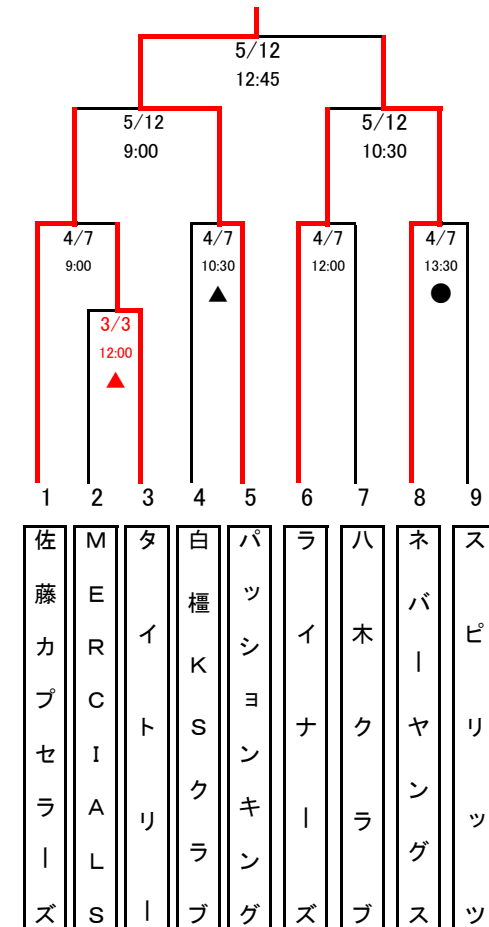 5/12
12:45
5/12
9:00
5/12
10:30
4/7
9:00
4/7
10:30
▲
4/7
12:00
4/7
13:30
●
3/3
12:00
▲
1 2 3 4 5 6 7 8 9
佐藤カプセラーズ
MERCIALS
タイトリー
白橿KSクラブ
パッションキング
ライナーズ
八木クラブ
ネバーヤングス
スピリッツ